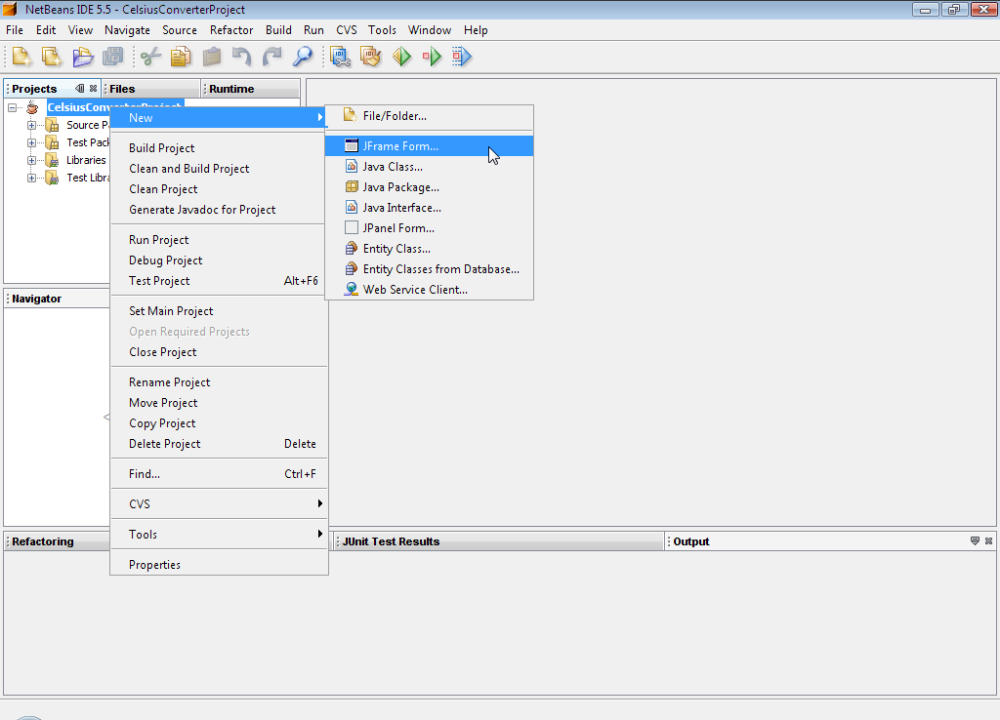 NetBeans IDE 5.5 - CelsiusConverterProject
File Edit View Navigate Source Refactor Build Run CVS Tools Window Help
Projects
Files
Runtime
CelsiusConverterProject
Source Pa
Test Pack
Libraries
Test Libra
New
Build Project
Clean and Build Project
Clean Project
Generate Javadoc for Project
Run Project
Debug Project
Test Project Alt+F6
Set Main Project
Open Required Projects
Close Project
Rename Project
Move Project
Copy Project
Delete Project Delete
Find... Ctrl+F
CVS
Tools
Properties
File/Folder...
JFrame Form...
Java Class...
Java Package...
Java Interface...
JPanel Form...
Entity Class...
Entity Classes from Database...
Web Service Client...
Navigator
<
Refactoring
JUnit Test Results
Output